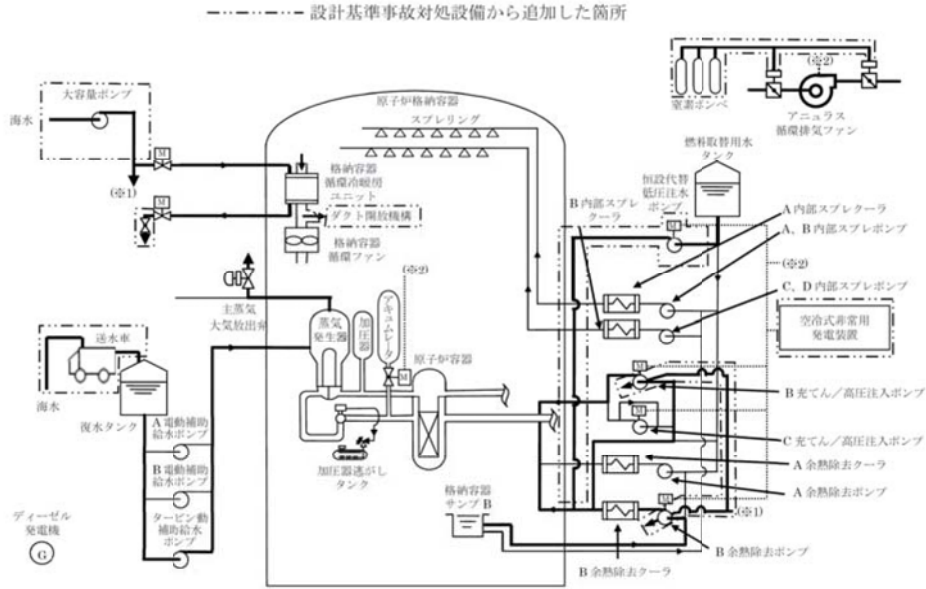 設計基準事故対処設備から追加した箇所
大容量ポンプ
海水
M
(※1)
M
原子炉格納容器
スプレリング
格納容器
循環冷暖房
ユニット
ダクト開放機構
格納容器
循環ファン
(※2)
窒素ボンベ
(※2)
アニュラス
循環排気ファン
燃料取替用水
タンク
恒設代替
低圧注水
ポンプ
M
B内部スプレ
クーラ
A内部スプレクーラ
A、B内部スプレポンプ
(※2)
C、D内部スプレポンプ
空冷式非常用
発電装置
主蒸気
大気放出弁
蒸気
発生器
加圧器
アキュムレータ
M
原子炉容器
加圧器逃がし
タンク
送水車
海水
復水タンク
A電動補助
給水ポンプ
B電動補助
給水ポンプ
タービン動
補助給水
ポンプ
ディーゼル
発電機
G
M
B充てん/高圧注入ポンプ
M
C充てん/高圧注入ポンプ
A余熱除去クーラ
A余熱除去ポンプ
格納容器
サンプB
M
(※1)
B余熱除去ポンプ
B余熱除去クーラ